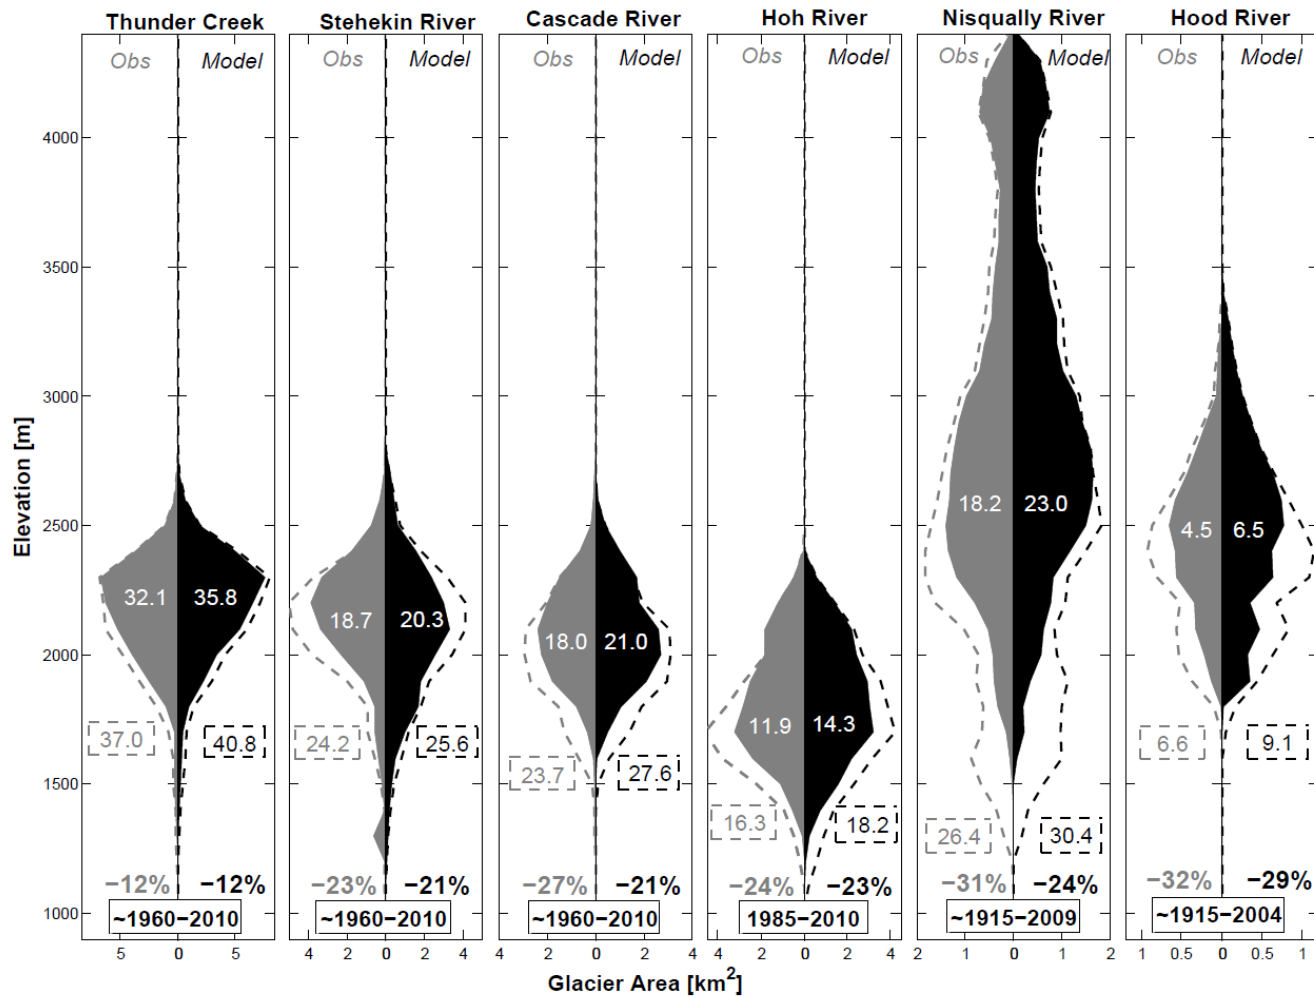 Thunder Creek Stehekin River Cascade River Hoh River Nisqually River Hood River
Obs Model Obs Model Obs Model Obs Model Obs Model Obs Model
Elevation [m]
4000
3500
3000
2500
2000
1500
1000
32.1 35.8 18.7 20.3 18.0 21.0 11.9 14.3 18.2 23.0 4.5 6.5
37.0 40.8 24.2 25.6 23.7 27.6 16.3 18.2 26.4 30.4 6.6 9.1
−12% −12% −23% −21% −27% −21% −24% −23% −31% −24% −32% −29%
~1960−2010 ~1960−2010 ~1960−2010 1985−2010 ~1915−2009 ~1915−2004
5 0 5 4 2 0 2 4 4 2 0 2 4 4 2 0 2 4 2 1 0 1 2 1 0.5 0 0.5 1
Glacier Area [km²]